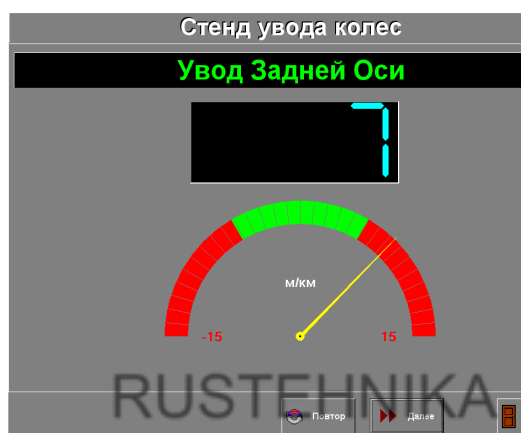 Стенд увода колес
Увод Задней Оси
7
м/км
-15 15
RUSTEHNIKA
Повтор Далее